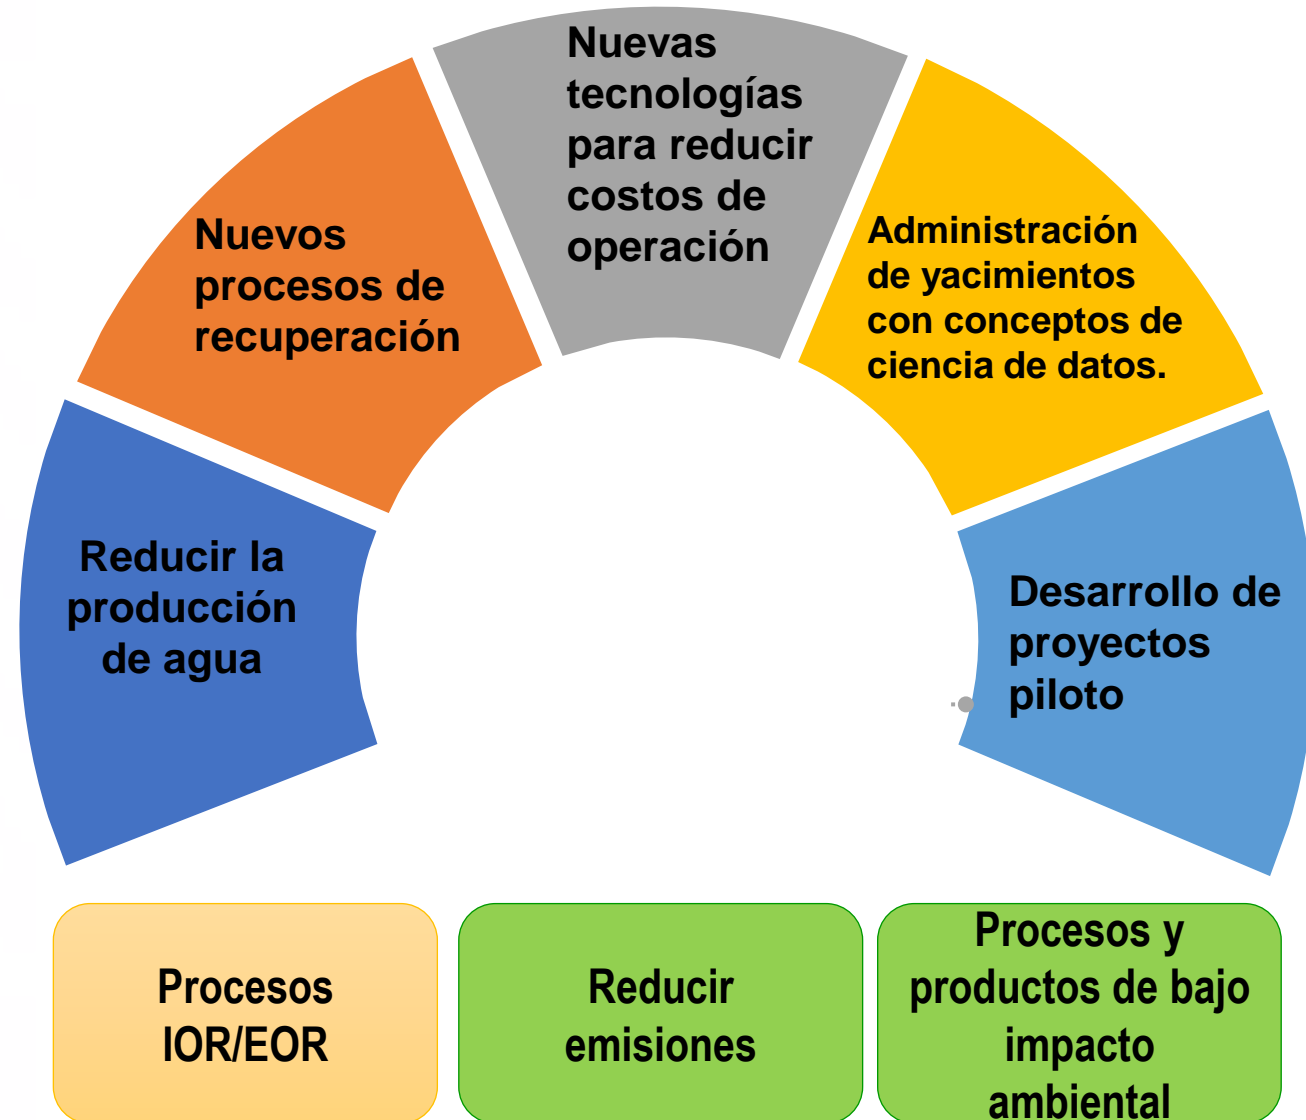 Nuevas
tecnologías
para reducir
costos de
operación
Nuevos
procesos de
recuperación
Administración
de yacimientos
con conceptos de
ciencia de datos.
Reducir la
producción
de agua
Desarrollo de
proyectos
piloto
Procesos
IOR/EOR
Reducir
emisiones
Procesos y
productos de bajo
impacto
ambiental